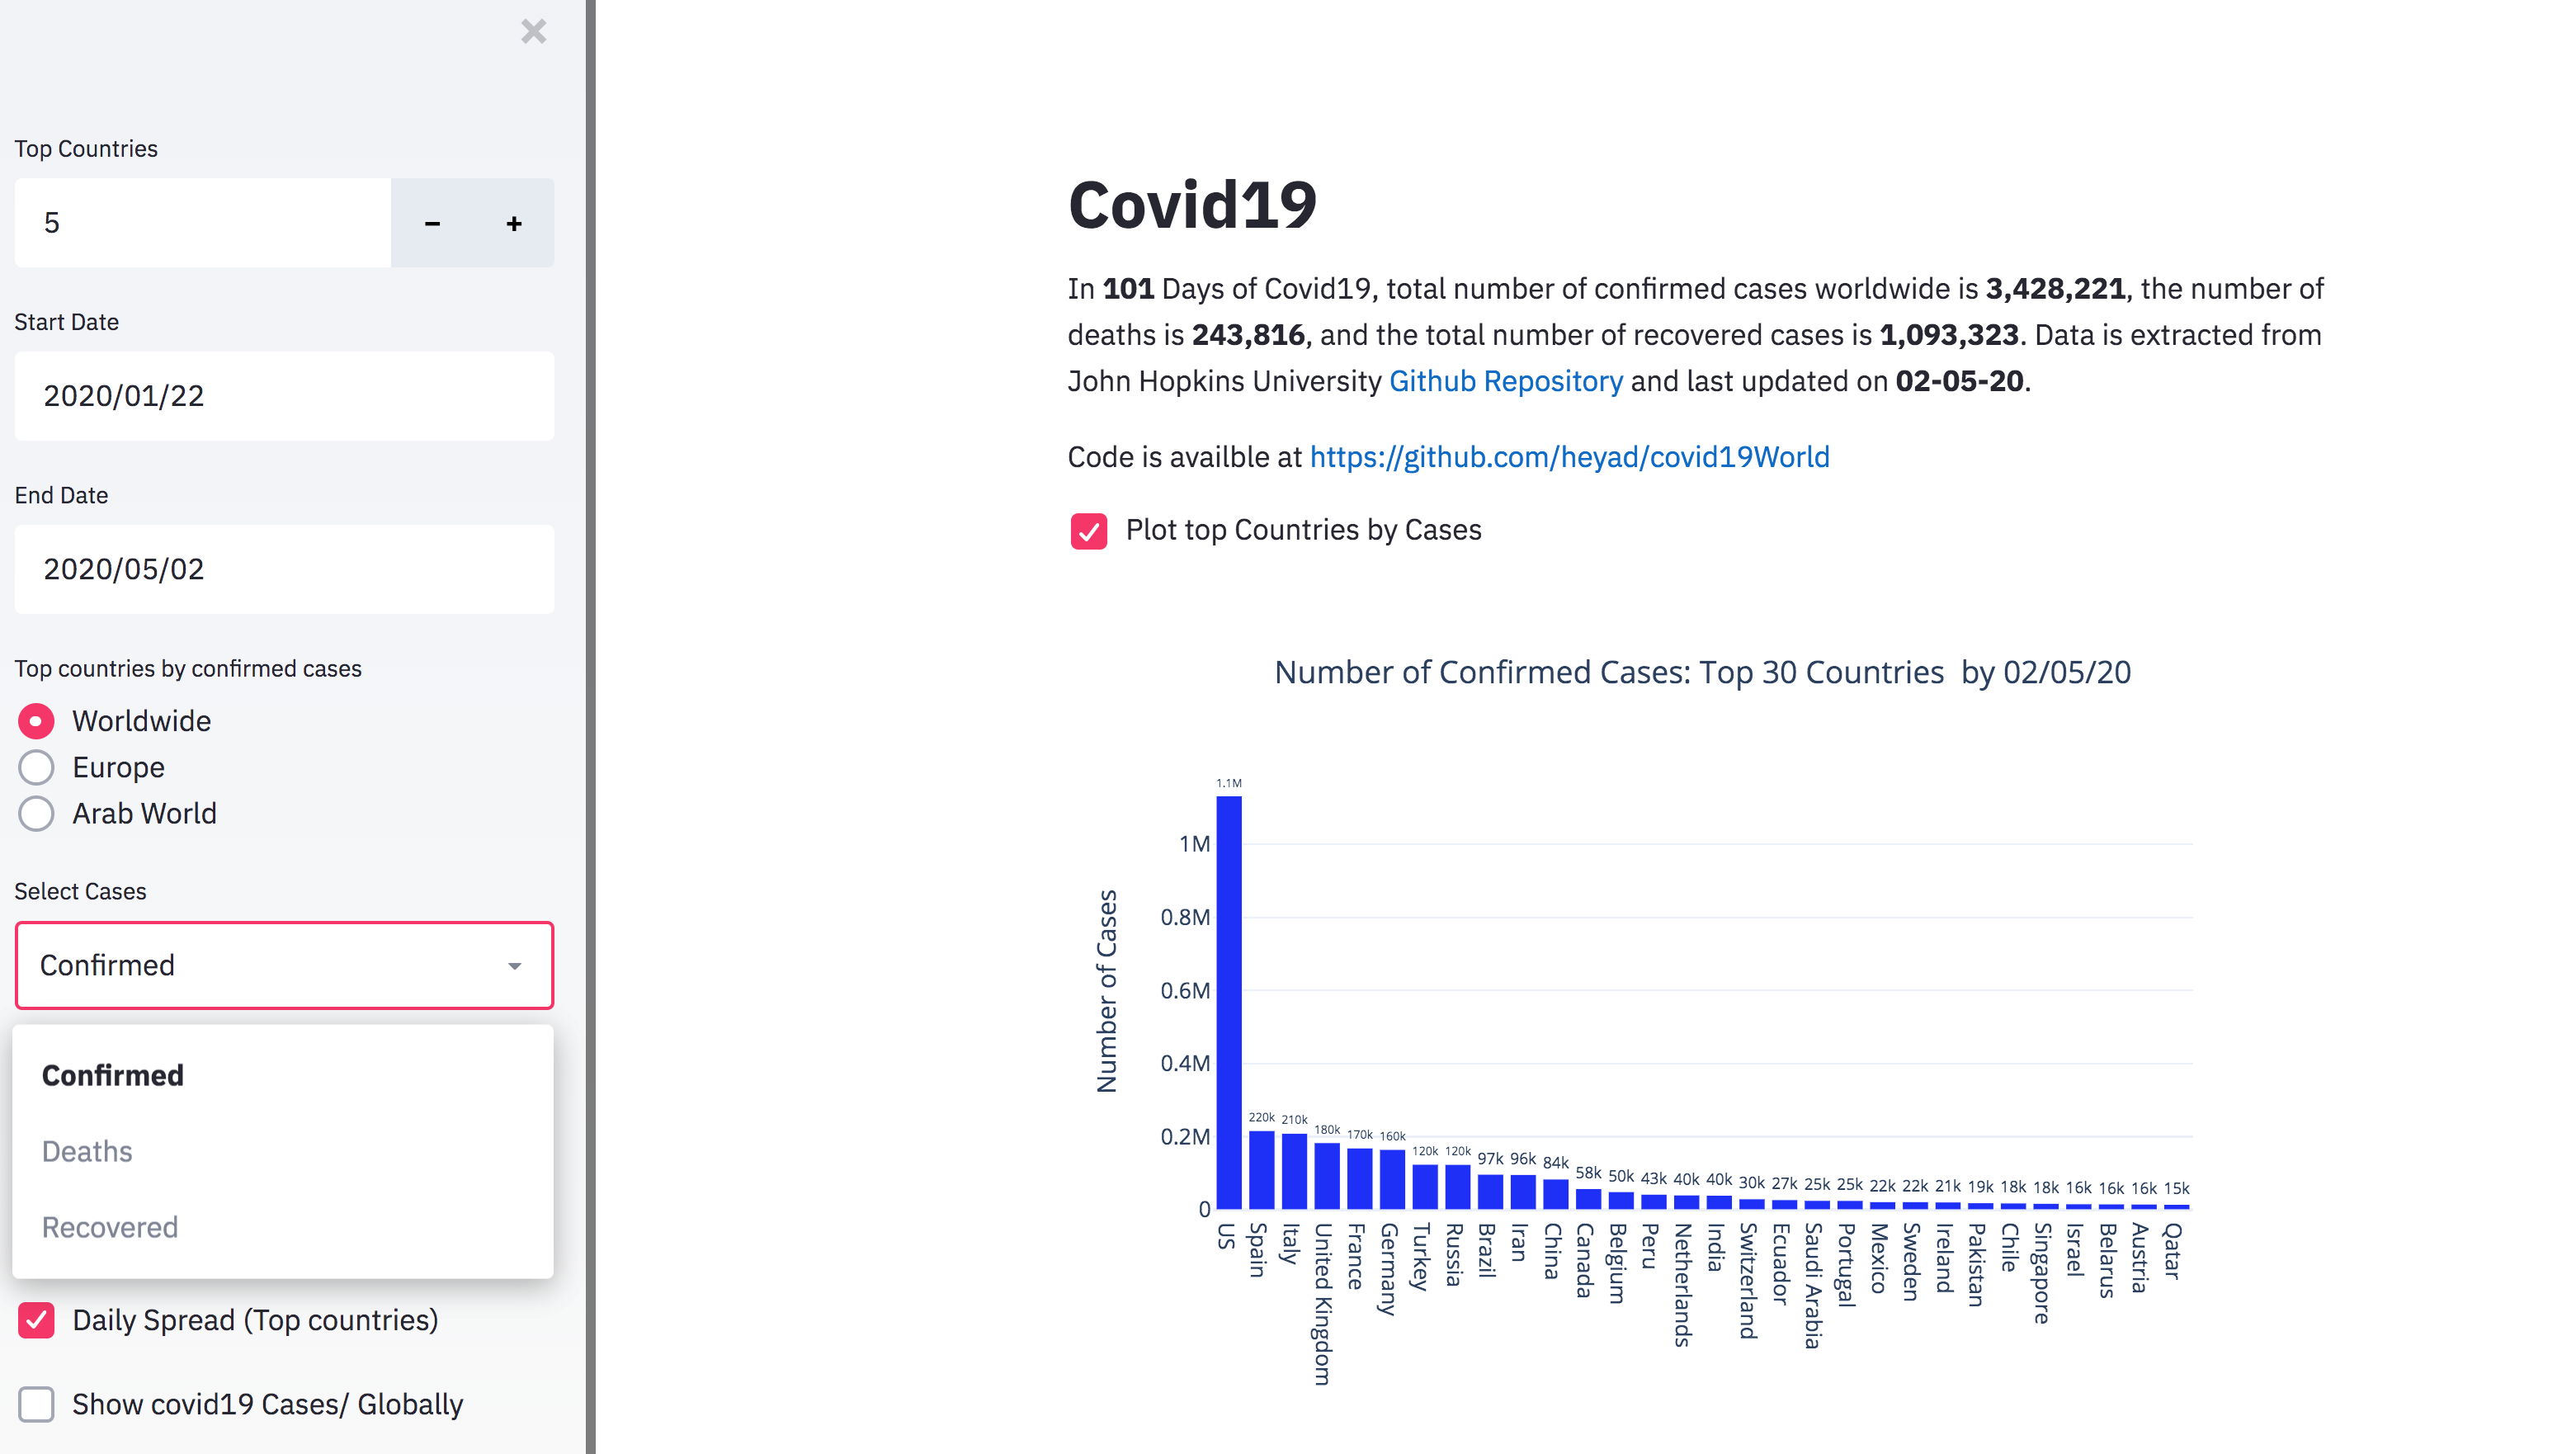 Top Countries
5
Start Date
2020/01/22
End Date
2020/05/02
Top countries by confirmed cases
Worldwide
Europe
Arab World
Select Cases
Confirmed
Confirmed
Deaths
Recovered
Daily Spread (Top countries)
Show covid19 Cases/ Globally
Covid19
In 101 Days of Covid19, total number of confirmed cases worldwide is 3,428,221, the number of
deaths is 243,816, and the total number of recovered cases is 1,093,323. Data is extracted from
John Hopkins University Github Repository and last updated on 02-05-20.
Code is availble at https://github.com/heyad/covid19World
Plot top Countries by Cases
Number of Confirmed Cases: Top 30 Countries by 02/05/20
Number of Cases
1M
0.8M
0.6M
0.4M
0.2M
0
1.1M 220k 210k 180k 170k 160k 120k 120k 97k 96k 84k 58k 50k 43k 40k 40k 30k 27k 25k 25k 22k 22k 21k 19k 18k 18k 16k 16k 16k 15k
US
Spain
Italy
United Kingdom
France
Germany
Turkey
Russia
Brazil
Iran
China
Canada
Belgium
Peru
Netherlands
India
Switzerland
Ecuador
Saudi Arabia
Portugal
Mexico
Sweden
Ireland
Pakistan
Chile
Singapore
Israel
Belarus
Austria
Qatar